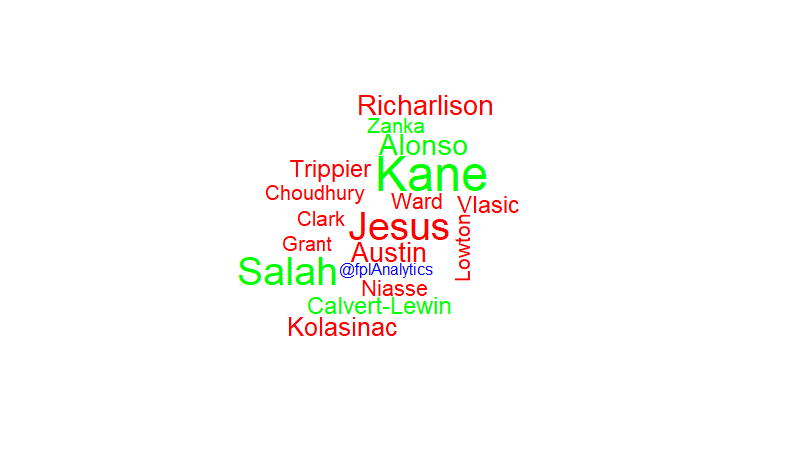 Richarlison
Zanka
Alonso
Trippier
Kane
Choudhury
Ward
Vlasic
Clark
Jesus
Lowton
Grant
Austin
Salah
@fplAnalytics
Niasse
Calvert-Lewin
Kolasinac